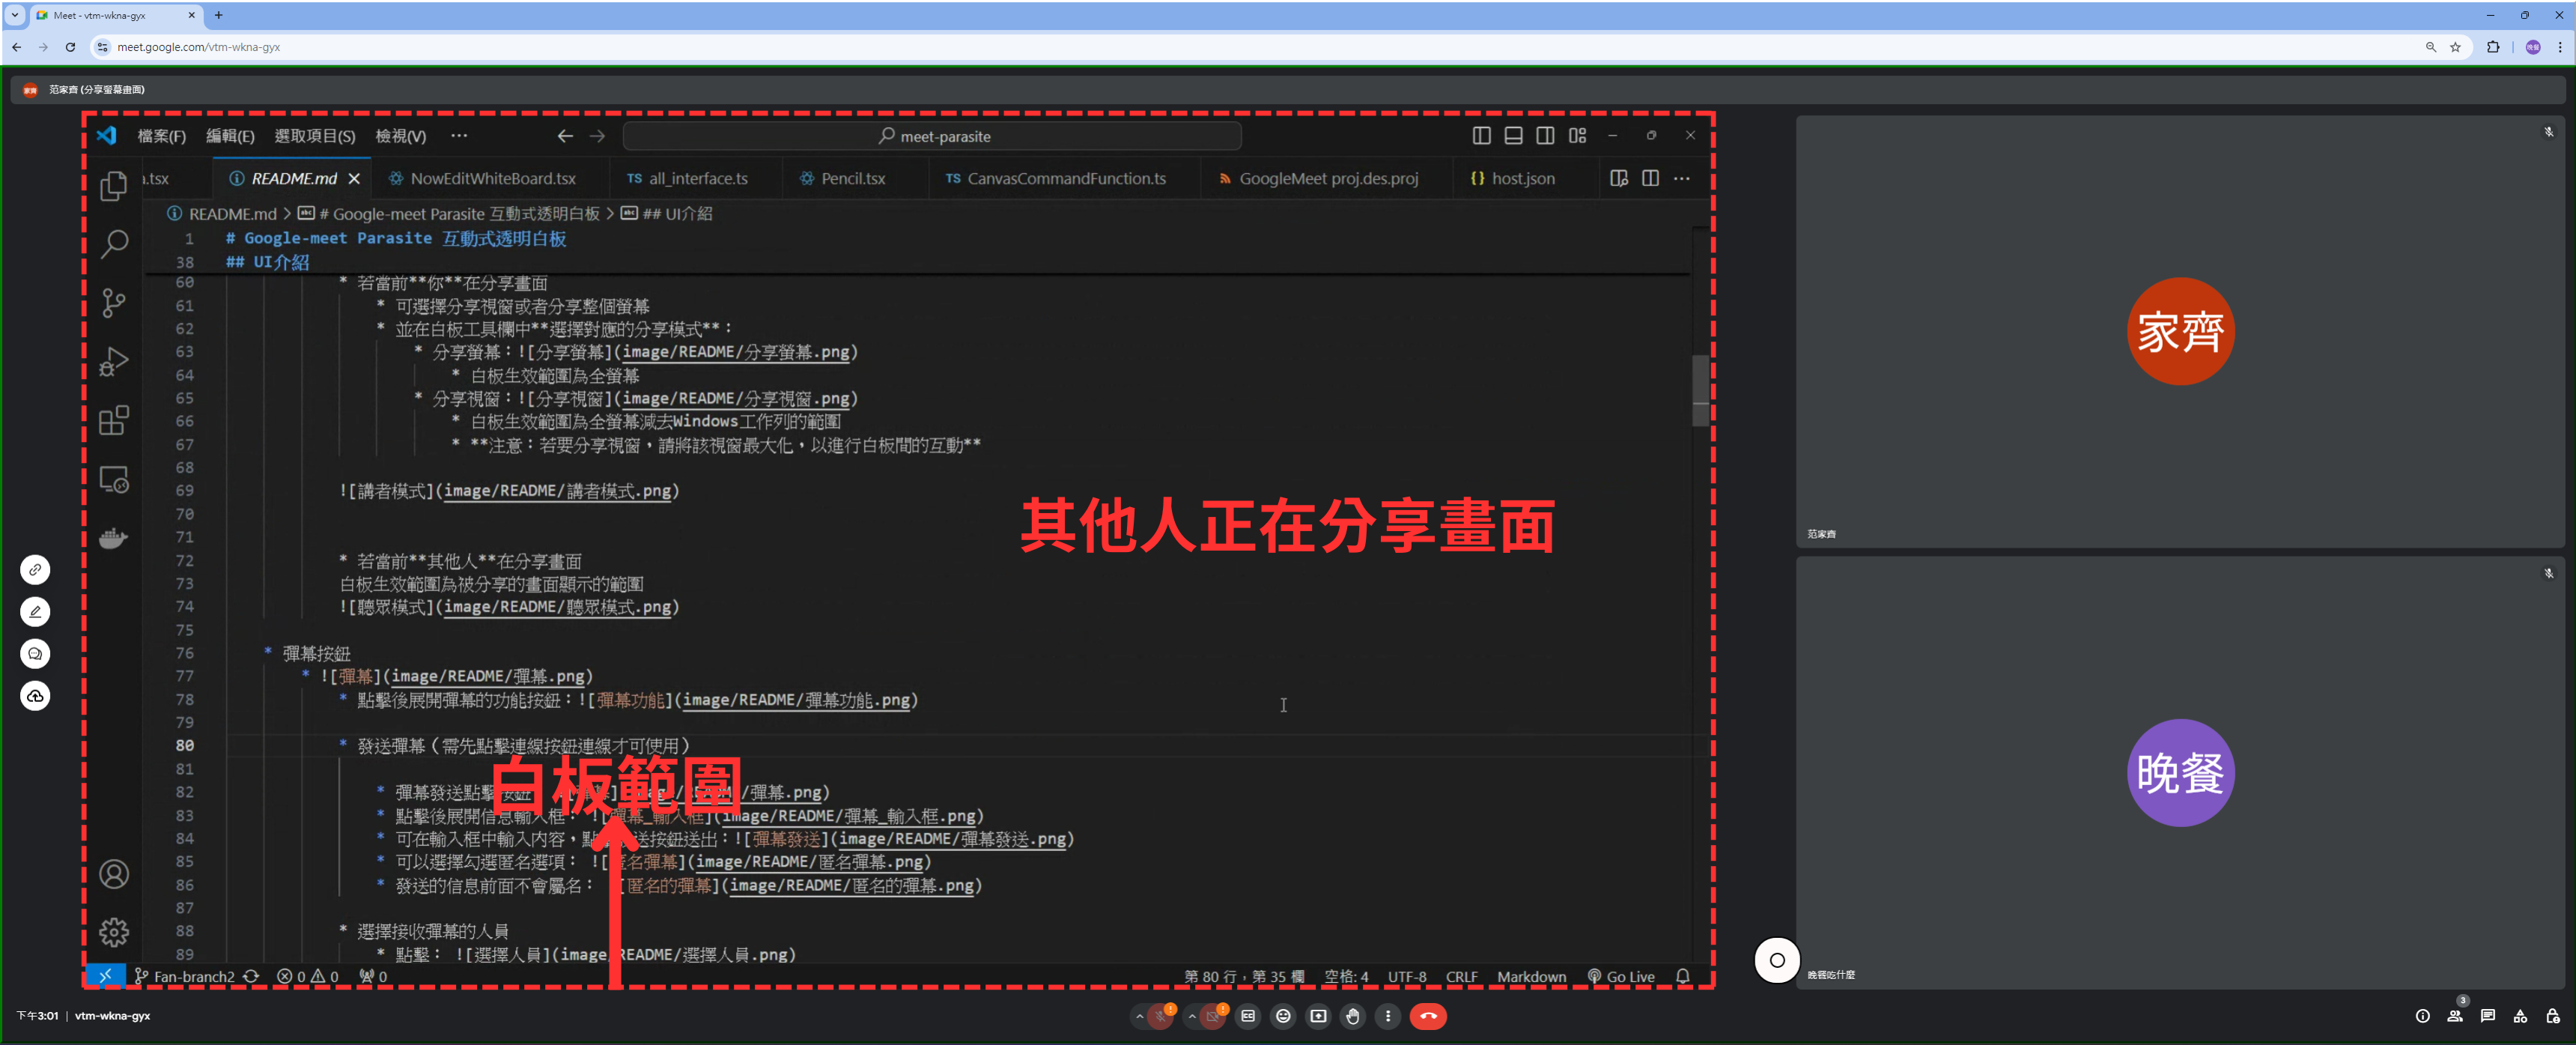 Meet - vtm-wkna-gyx
meet.google.com/vtm-wkna-gyx
晚餐
家齊 范家齊 (分享螢幕畫面)
檔案(F) 編輯(E) 選取項目(S) 檢視(V) ··· meet-parasite
.tsx README.md NowEditWhiteBoard.tsx TS all_interface.ts Pencil.tsx TS CanvasCommandFunction.ts GoogleMeet proj.des.proj {} host.json
README.md > # Google-meet Parasite 互動式透明白板 > ## UI介紹
1 # Google-meet Parasite 互動式透明白板
38 ## UI介紹
60 * 若當前**你**在分享畫面
61 * 可選擇分享視窗或者分享整個螢幕
62 * 並在白板工具欄中**選擇對應的分享模式**：
63 * 分享螢幕：![分享螢幕](image/README/分享螢幕.png)
64 * 白板生效範圍為全螢幕
65 * 分享視窗：![分享視窗](image/README/分享視窗.png)
66 * 白板生效範圍為全螢幕減去Windows工作列的範圍
67 * **注意：若要分享視窗，請將該視窗最大化，以進行白板間的互動**
68
69 ![講者模式](image/README/講者模式.png)
70
71
72 * 若當前**其他人**在分享畫面
73 白板生效範圍為被分享的畫面顯示的範圍
74 ![聽眾模式](image/README/聽眾模式.png)
75
76 * 彈幕按鈕
77 * ![彈幕](image/README/彈幕.png)
78 * 點擊後展開彈幕的功能按鈕：![彈幕功能](image/README/彈幕功能.png)
79
80 * 發送彈幕（需先點擊連線按鈕連線才可使用）
81
82 * 彈幕發送點擊按鈕 /彈幕.png)
83 * 點擊後展開信息輸入框： ![彈幕_輸入框](image/README/彈幕_輸入框.png)
84 * 可在輸入框中輸入內容，點 送按鈕送出：![彈幕發送](image/README/彈幕發送.png)
85 * 可以選擇勾選匿名選項： ![匿名彈幕](image/README/匿名彈幕.png)
86 * 發送的信息前面不會屬名： [匿名的彈幕](image/README/匿名的彈幕.png)
87
88 * 選擇接收彈幕的人員
89 * 點擊： ![選擇人員](image/README/選擇人員.png)
其他人正在分享畫面
白板範圍
Fan-branch2 0 0 0 第 80 行，第 35 欄 空格: 4 UTF-8 CRLF Markdown Go Live
家齊
范家齊
晚餐
晚餐吃什麼
下午3:01 | vtm-wkna-gyx
3